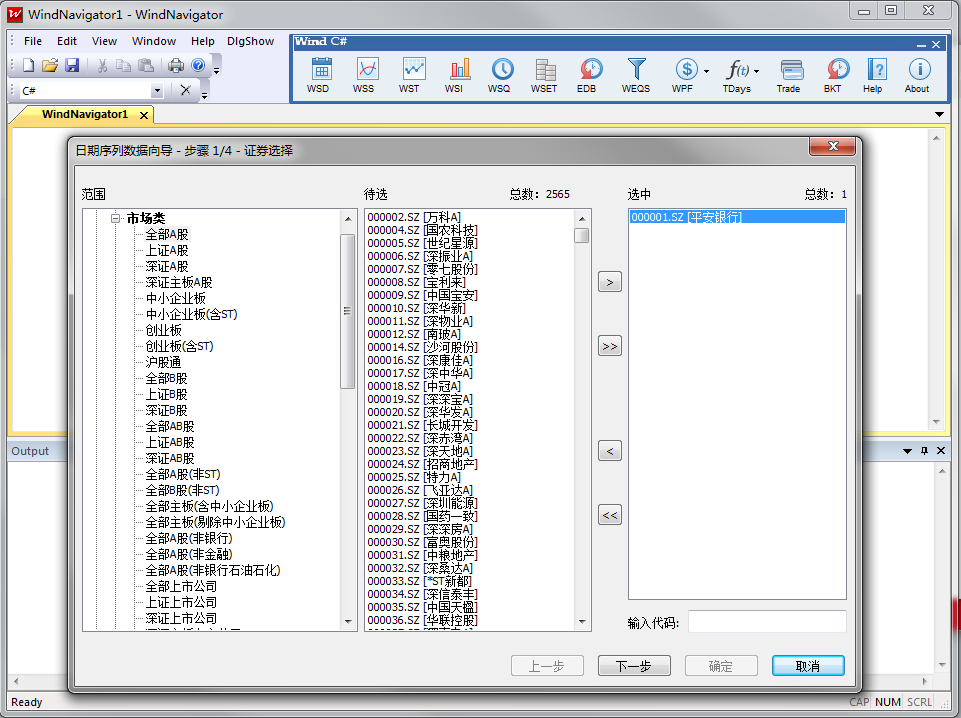 WindNavigator1 - WindNavigator
File Edit View Window Help DlgShow
Wind C#
C#
WSD WSS WST WSI WSQ WSET EDB WEQS WPF TDays Trade BKT Help About
WindNavigator1
日期序列数据向导 - 步骤 1/4 - 证券选择
范围
市场类
全部A股
上证A股
深证A股
深证主板A股
中小企业板
中小企业板(含ST)
创业板
创业板(含ST)
沪股通
全部B股
上证B股
深证B股
全部AB股
上证AB股
深证AB股
全部A股(非ST)
全部B股(非ST)
全部主板(含中小企业板)
全部主板(剔除中小企业板)
全部A股(非银行)
全部A股(非金融)
全部A股(非银行石油石化)
全部上市公司
上证上市公司
深证上市公司
待选 总数: 2565
000002.SZ [万科A]
000004.SZ [国农科技]
000005.SZ [世纪星源]
000006.SZ [深振业A]
000007.SZ [零七股份]
000008.SZ [宝利来]
000009.SZ [中国宝安]
000010.SZ [深华新]
000011.SZ [深物业A]
000012.SZ [南玻A]
000014.SZ [沙河股份]
000016.SZ [深康佳A]
000017.SZ [深中华A]
000018.SZ [中冠A]
000019.SZ [深深宝A]
000020.SZ [深华发A]
000021.SZ [长城开发]
000022.SZ [深赤湾A]
000023.SZ [深天地A]
000024.SZ [招商地产]
000025.SZ [特力A]
000026.SZ [飞亚达A]
000027.SZ [深圳能源]
000028.SZ [国药一致]
000029.SZ [深深房A]
000030.SZ [富奥股份]
000031.SZ [中粮地产]
000032.SZ [深桑达A]
000033.SZ [*ST新都]
000034.SZ [深信泰丰]
000035.SZ [中国天楹]
000036.SZ [华联控股]
>
>>
<
<<
选中 总数: 1
000001.SZ [平安银行]
输入代码:
上一步 下一步 确定 取消
Output
Ready CAP NUM SCRL